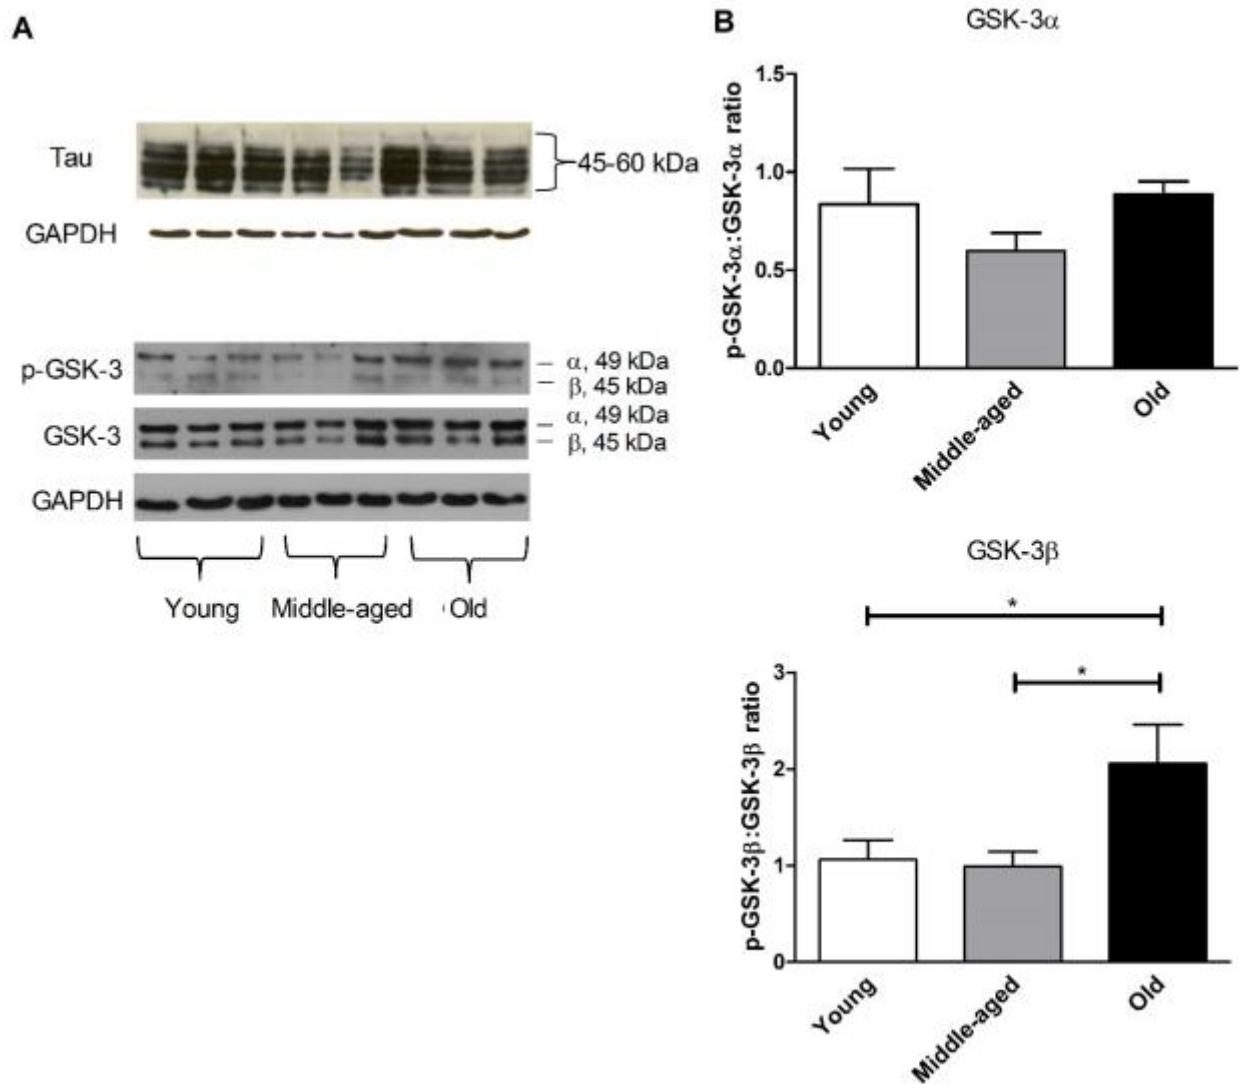 A
Tau
45-60 kDa
GAPDH
p-GSK-3
α, 49 kDa
β, 45 kDa
GSK-3
α, 49 kDa
β, 45 kDa
GAPDH
Young
Middle-aged
Old
B
GSK-3α
p-GSK-3α:GSK-3α ratio
1.5
1.0
0.5
0.0
Young
Middle-aged
Old
GSK-3β
*
*
p-GSK-3β:GSK-3β ratio
3
2
1
0
Young
Middle-aged
Old